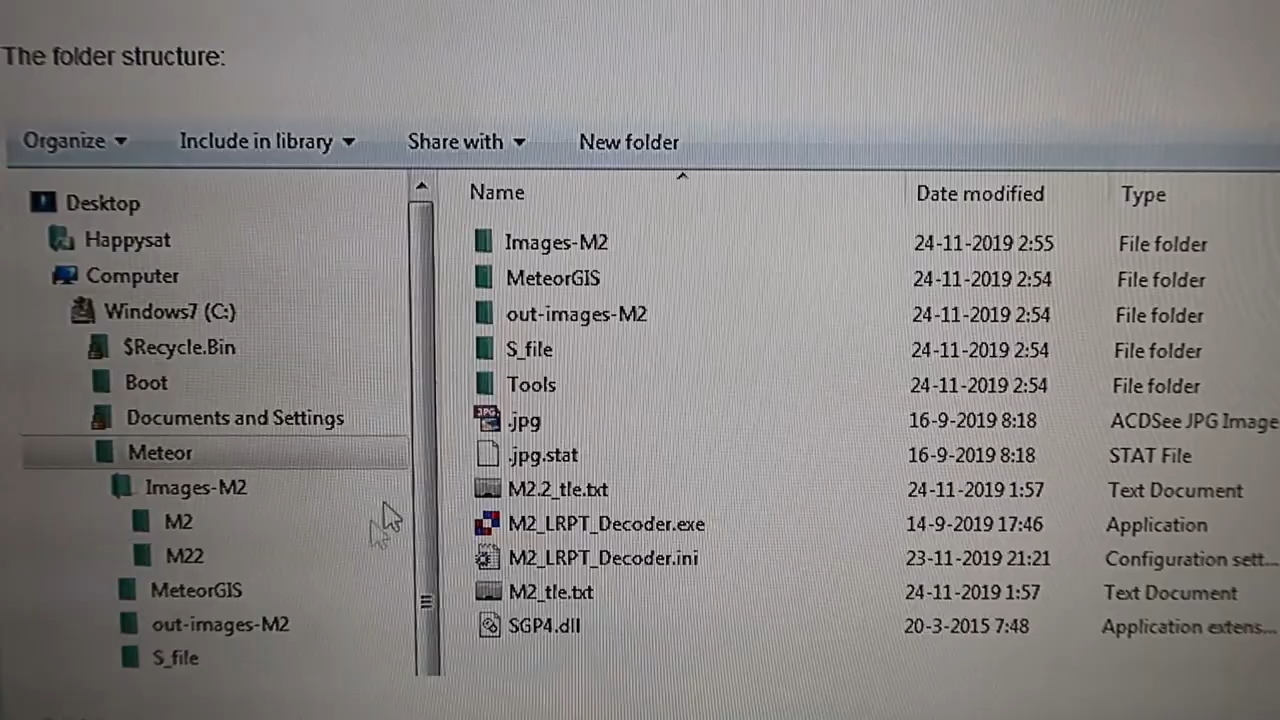 The folder structure:
Organize Include in library Share with New folder
Desktop
Happysat
Computer
Windows7 (C:)
$Recycle.Bin
Boot
Documents and Settings
Meteor
Images-M2
M2
M22
MeteorGIS
out-images-M2
S_file
Name Date modified Type
Images-M2 24-11-2019 2:55 File folder
MeteorGIS 24-11-2019 2:54 File folder
out-images-M2 24-11-2019 2:54 File folder
S_file 24-11-2019 2:54 File folder
Tools 24-11-2019 2:54 File folder
.jpg 16-9-2019 8:18 ACDSee JPG Image
.jpg.stat 16-9-2019 8:18 STAT File
M2.2_tle.txt 24-11-2019 1:57 Text Document
M2_LRPT_Decoder.exe 14-9-2019 17:46 Application
M2_LRPT_Decoder.ini 23-11-2019 21:21 Configuration sett...
M2_tle.txt 24-11-2019 1:57 Text Document
SGP4.dll 20-3-2015 7:48 Application extens...